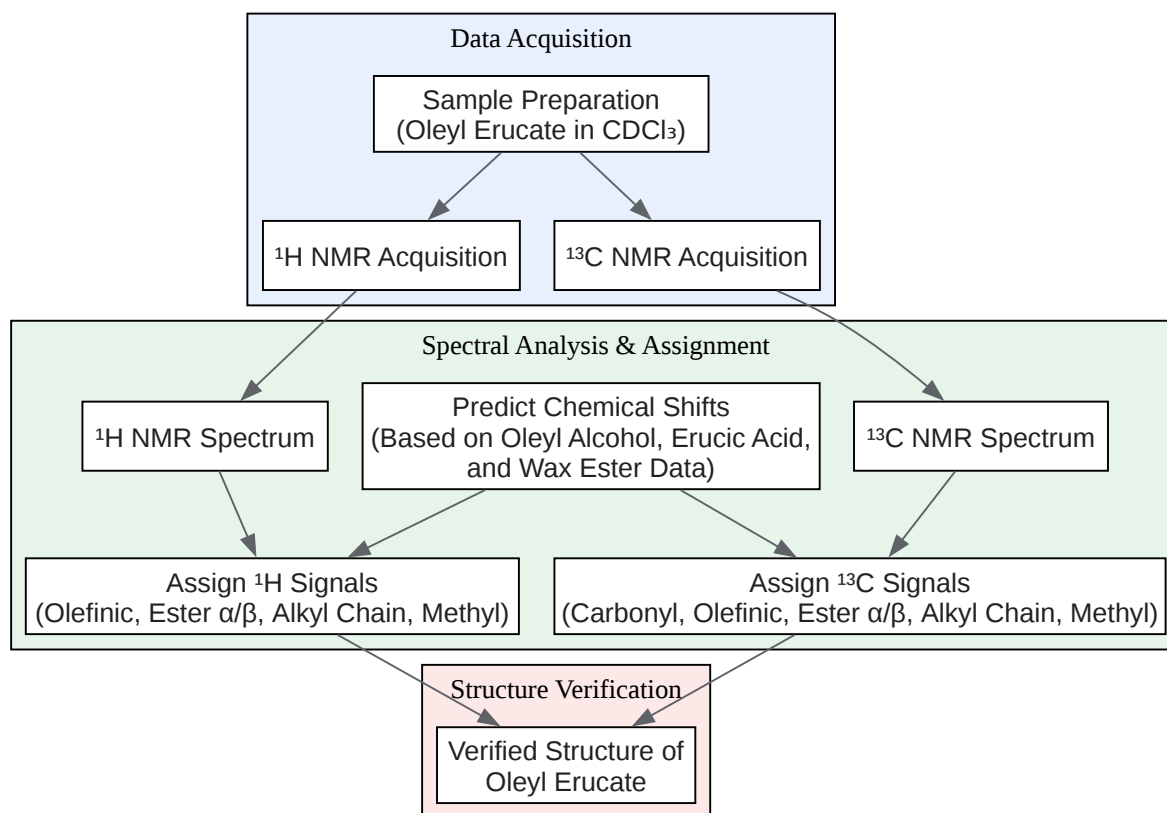 Data Acquisition
Sample Preparation
(Oleyl Erucate in CDCl₃)
¹H NMR Acquisition
¹³C NMR Acquisition
Spectral Analysis & Assignment
Predict Chemical Shifts
(Based on Oleyl Alcohol, Erucic Acid,
and Wax Ester Data)
¹H NMR Spectrum
¹³C NMR Spectrum
Assign ¹H Signals
(Olefinic, Ester α/β, Alkyl Chain, Methyl)
Assign ¹³C Signals
(Carbonyl, Olefinic, Ester α/β, Alkyl Chain, Methyl)
Structure Verification
Verified Structure of
Oleyl Erucate